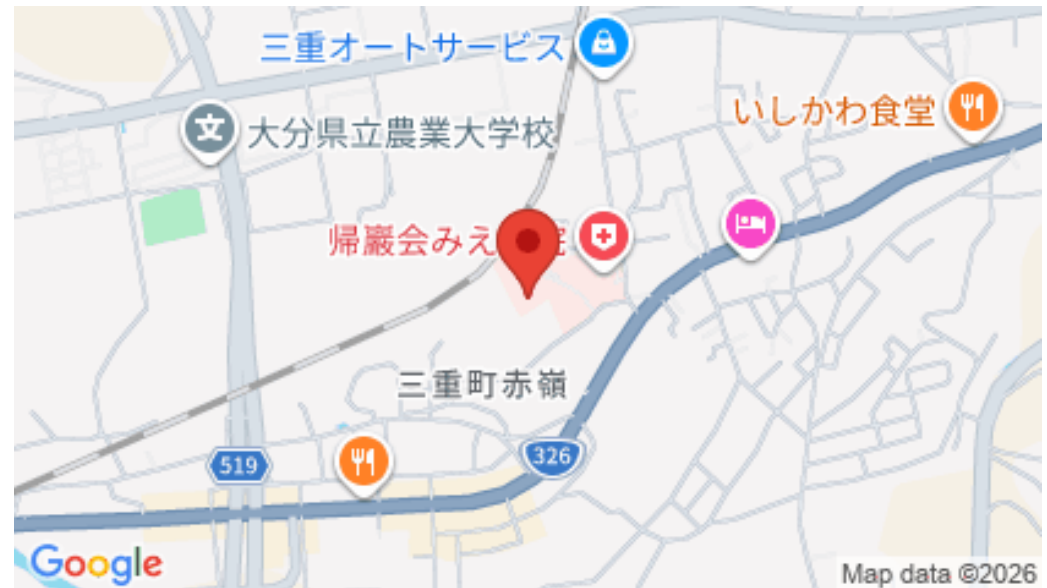 三重オートサービス
いしかわ食堂
文
大分県立農業大学校
帰巖会みえ
三重町赤嶺
519
326
Google
Map data ©2026